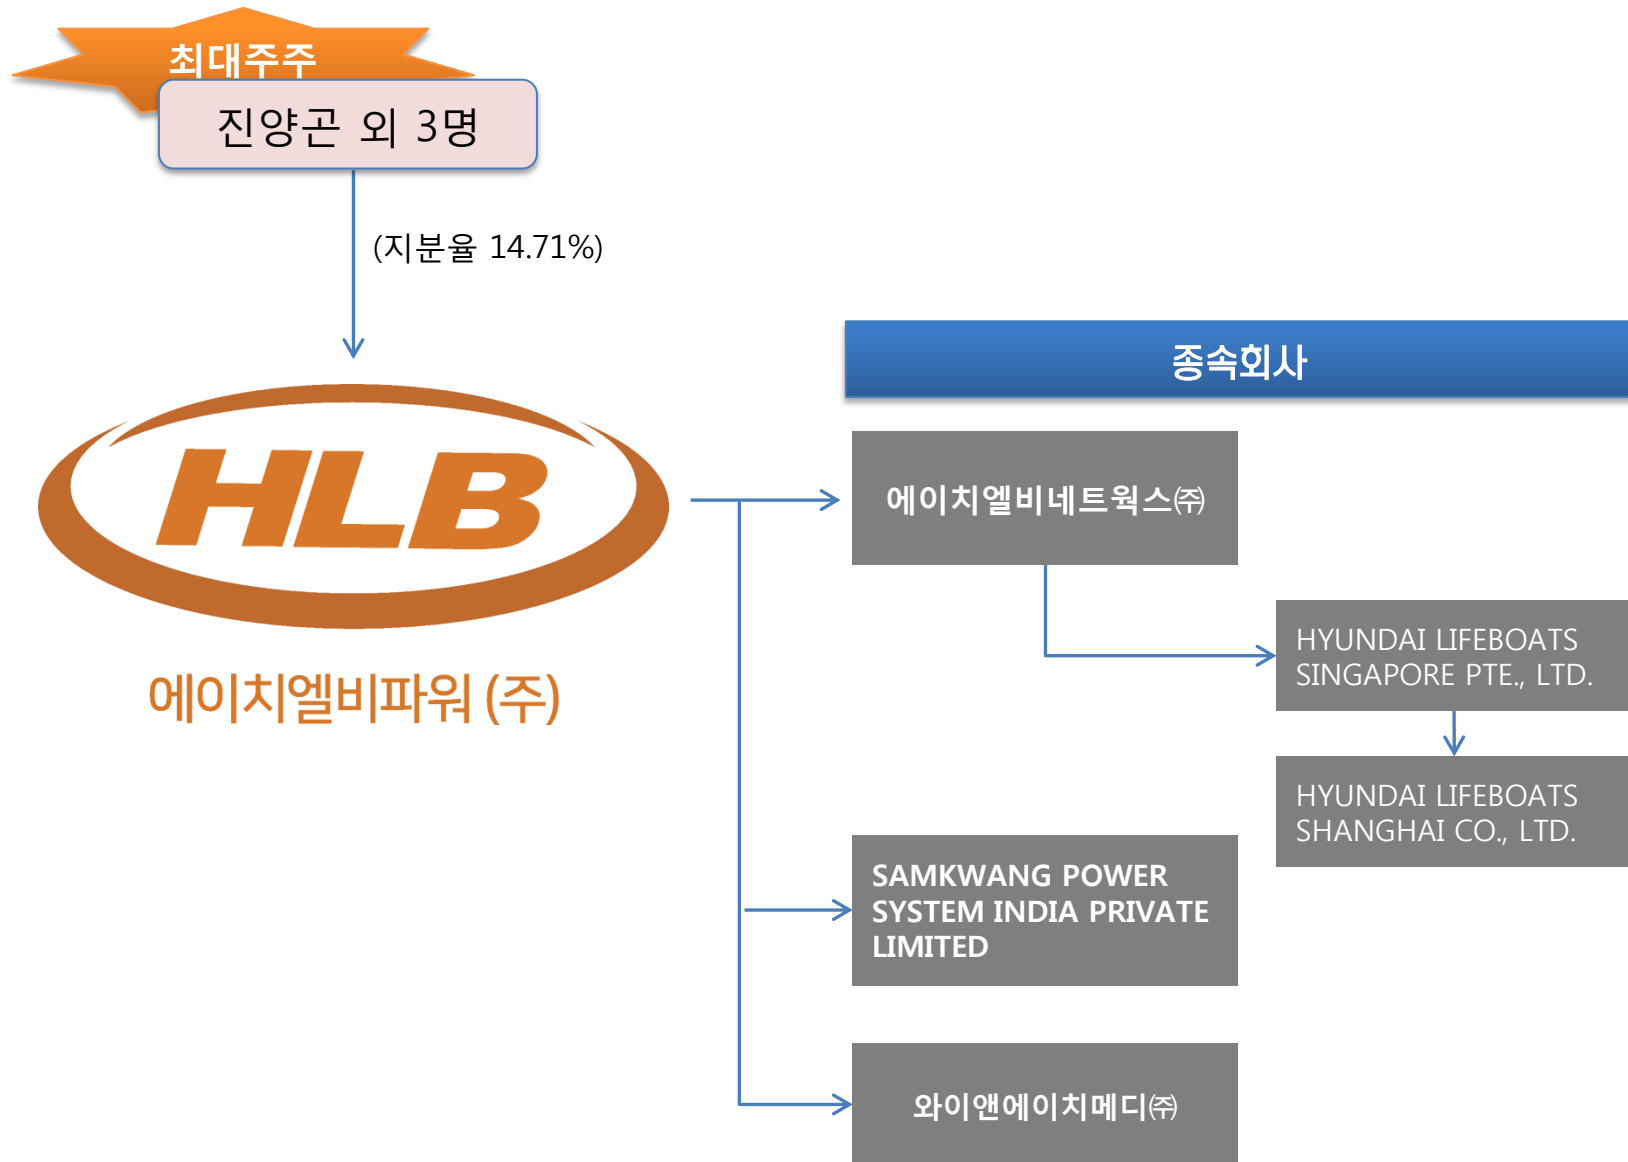 최대주주
진양곤 외 3명
(지분율 14.71%)
종속회사
HLB
에이치엘비파워 (주)
에이치엘비네트웍스㈜
HYUNDAI LIFEBOATS
SINGAPORE PTE., LTD.
HYUNDAI LIFEBOATS
SHANGHAI CO., LTD.
SAMKWANG POWER
SYSTEM INDIA PRIVATE
LIMITED
와이앤에이치메디㈜